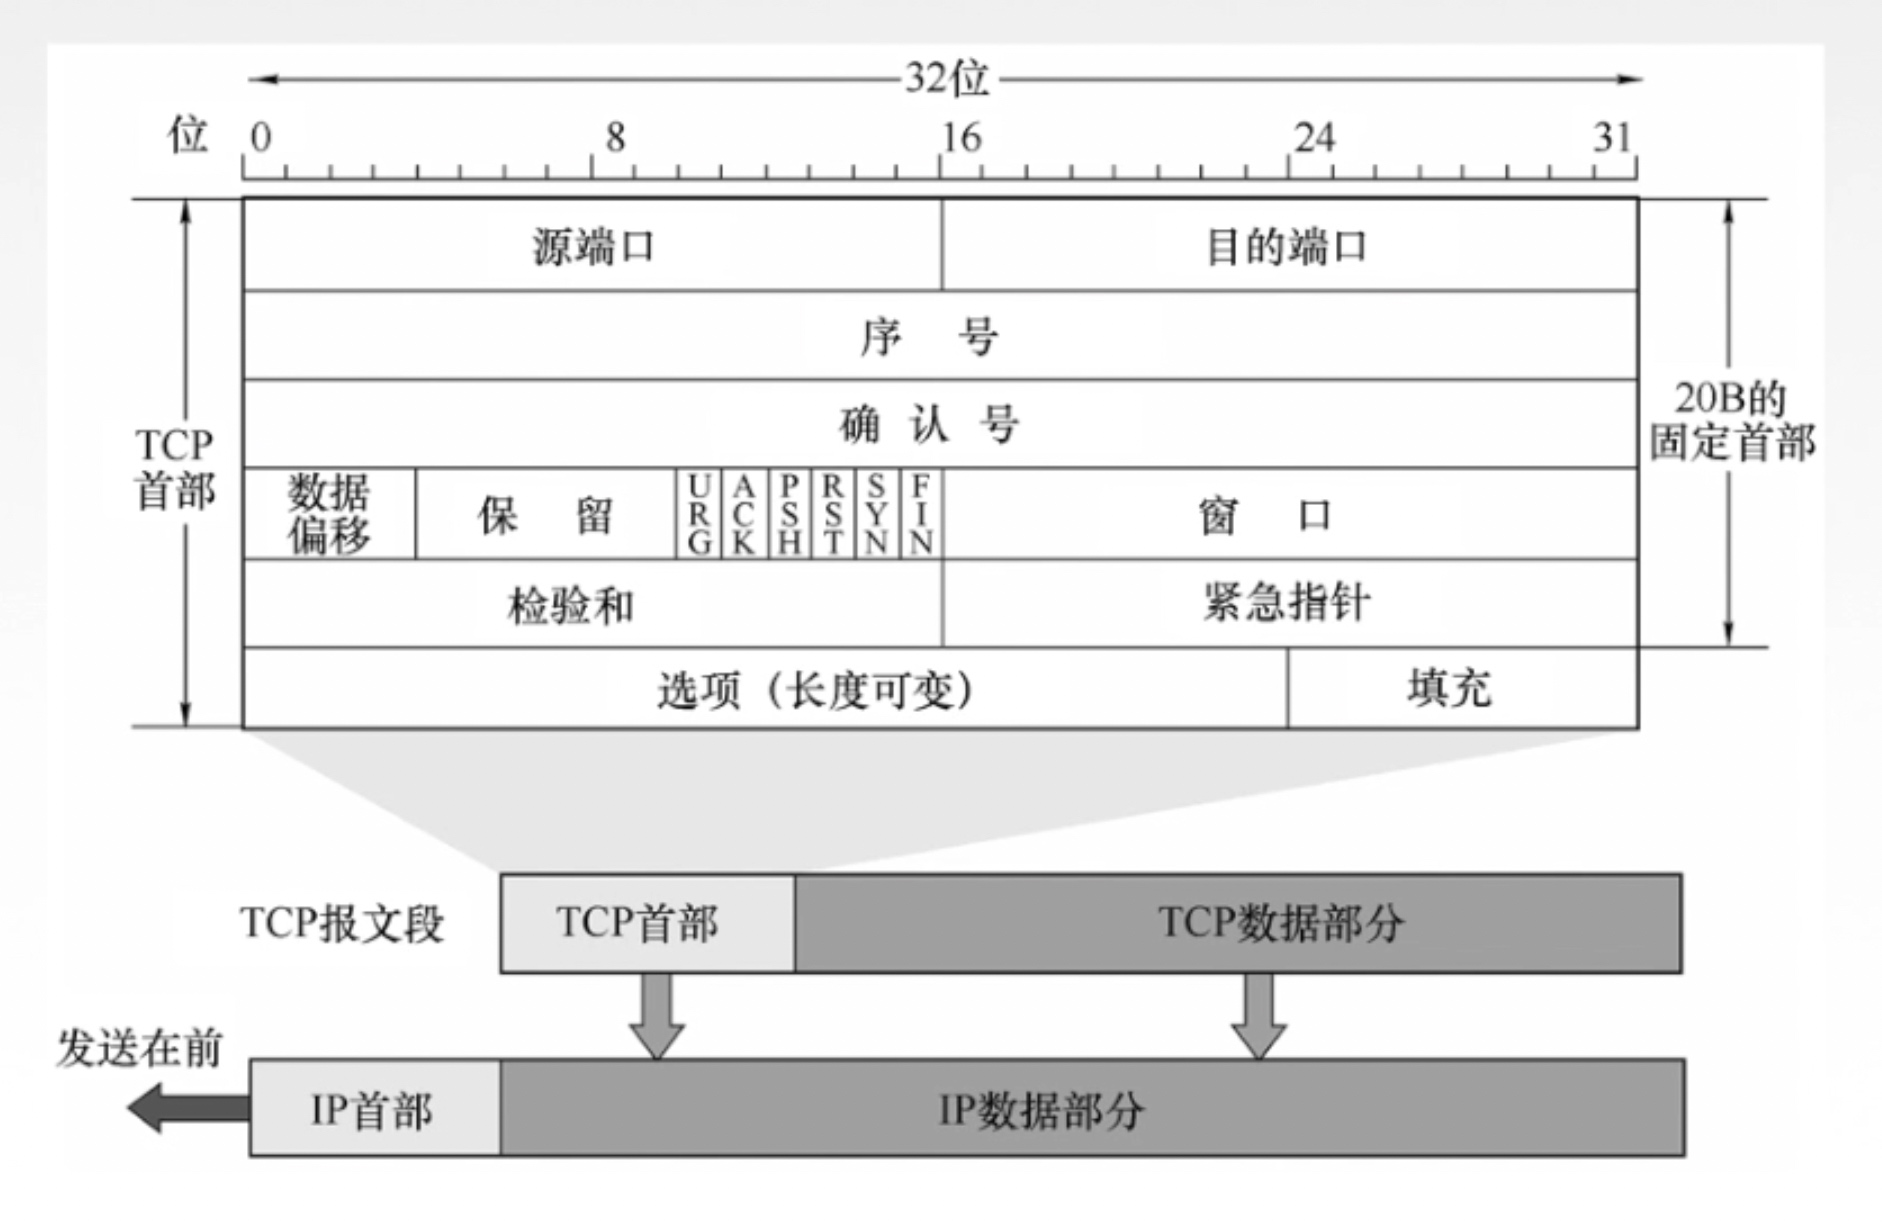 32位
位 0 8 16 24 31
源端口 目的端口
序 号
确 认 号
TCP
首部
20B的
固定首部
数据
偏移
保 留
URG
ACK
PSH
RST
SYN
FIN
窗 口
检验和 紧急指针
选项（长度可变） 填充
TCP报文段 TCP首部 TCP数据部分
发送在前
IP首部 IP数据部分